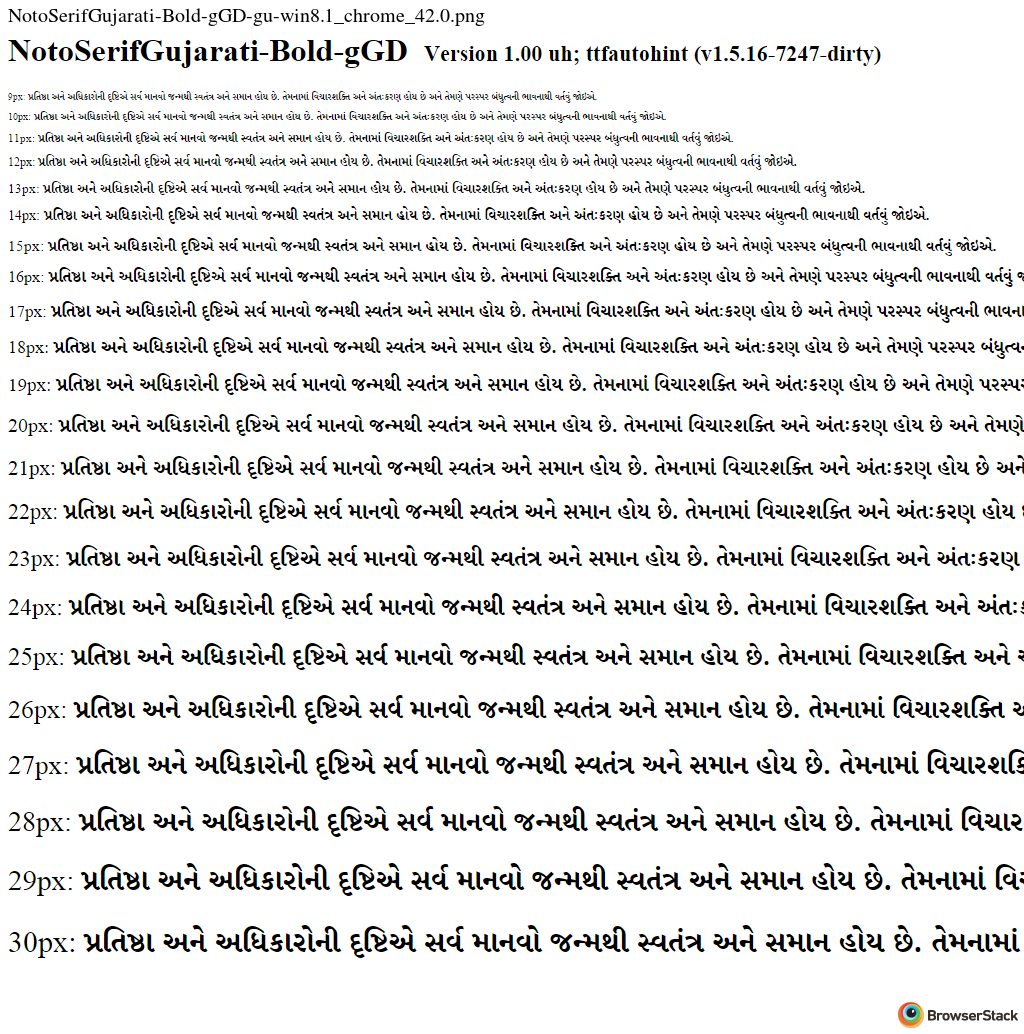 NotoSerifGujarati-Bold-gGD-gu-win8.1_chrome_42.0.png
NotoSerifGujarati-Bold-gGD Version 1.00 uh; ttfautohint (v1.5.16-7247-dirty)
9px: પ્રતિષ્ઠા અને અધિકારોની દૃષ્ટિએ સર્વ માનવો જન્મથી સ્વતંત્ર અને સમાન હોય છે. તેમનામાં વિચારશક્તિ અને અંતઃકરણ હોય છે અને તેમણે પરસ્પર બંધુત્વની ભાવનાથી વર્તવું જોઇએ.
10px: પ્રતિષ્ઠા અને અધિકારોની દૃષ્ટિએ સર્વ માનવો જન્મથી સ્વતંત્ર અને સમાન હોય છે. તેમનામાં વિચારશક્તિ અને અંતઃકરણ હોય છે અને તેમણે પરસ્પર બંધુત્વની ભાવનાથી વર્તવું જોઇએ.
11px: પ્રતિષ્ઠા અને અધિકારોની દૃષ્ટિએ સર્વ માનવો જન્મથી સ્વતંત્ર અને સમાન હોય છે. તેમનામાં વિચારશક્તિ અને અંતઃકરણ હોય છે અને તેમણે પરસ્પર બંધુત્વની ભાવનાથી વર્તવું જોઇએ.
12px: પ્રતિષ્ઠા અને અધિકારોની દૃષ્ટિએ સર્વ માનવો જન્મથી સ્વતંત્ર અને સમાન હોય છે. તેમનામાં વિચારશક્તિ અને અંતઃકરણ હોય છે અને તેમણે પરસ્પર બંધુત્વની ભાવનાથી વર્તવું જોઇએ.
13px: પ્રતિષ્ઠા અને અધિકારોની દૃષ્ટિએ સર્વ માનવો જન્મથી સ્વતંત્ર અને સમાન હોય છે. તેમનામાં વિચારશક્તિ અને અંતઃકરણ હોય છે અને તેમણે પરસ્પર બંધુત્વની ભાવનાથી વર્તવું જોઇએ.
14px: પ્રતિષ્ઠા અને અધિકારોની દૃષ્ટિએ સર્વ માનવો જન્મથી સ્વતંત્ર અને સમાન હોય છે. તેમનામાં વિચારશક્તિ અને અંતઃકરણ હોય છે અને તેમણે પરસ્પર બંધુત્વની ભાવનાથી વર્તવું જોઇએ.
15px: પ્રતિષ્ઠા અને અધિકારોની દૃષ્ટિએ સર્વ માનવો જન્મથી સ્વતંત્ર અને સમાન હોય છે. તેમનામાં વિચારશક્તિ અને અંતઃકરણ હોય છે અને તેમણે પરસ્પર બંધુત્વની ભાવનાથી વર્તવું જોઇએ.
16px: પ્રતિષ્ઠા અને અધિકારોની દૃષ્ટિએ સર્વ માનવો જન્મથી સ્વતંત્ર અને સમાન હોય છે. તેમનામાં વિચારશક્તિ અને અંતઃકરણ હોય છે અને તેમણે પરસ્પર બંધુત્વની ભાવનાથી વર્તવું
17px: પ્રતિષ્ઠા અને અધિકારોની દૃષ્ટિએ સર્વ માનવો જન્મથી સ્વતંત્ર અને સમાન હોય છે. તેમનામાં વિચારશક્તિ અને અંતઃકરણ હોય છે અને તેમણે પરસ્પર બંધુત્વની ભાવના
18px: પ્રતિષ્ઠા અને અધિકારોની દૃષ્ટિએ સર્વ માનવો જન્મથી સ્વતંત્ર અને સમાન હોય છે. તેમનામાં વિચારશક્તિ અને અંતઃકરણ હોય છે અને તેમણે પરસ્પર
19px: પ્રતિષ્ઠા અને અધિકારોની દૃષ્ટિએ સર્વ માનવો જન્મથી સ્વતંત્ર અને સમાન હોય છે. તેમનામાં વિચારશક્તિ અને અંતઃકરણ હોય છે અને તેમણે પરસ્પર
20px: પ્રતિષ્ઠા અને અધિકારોની દૃષ્ટિએ સર્વ માનવો જન્મથી સ્વતંત્ર અને સમાન હોય છે. તેમનામાં વિચારશક્તિ અને અંતઃકરણ હોય છે અને તેમણે
21px: પ્રતિષ્ઠા અને અધિકારોની દૃષ્ટિએ સર્વ માનવો જન્મથી સ્વતંત્ર અને સમાન હોય છે. તેમનામાં વિચારશક્તિ અને અંતઃકરણ હોય છે અને
22px: પ્રતિષ્ઠા અને અધિકારોની દૃષ્ટિએ સર્વ માનવો જન્મથી સ્વતંત્ર અને સમાન હોય છે. તેમનામાં વિચારશક્તિ અને અંતઃકરણ હોય
23px: પ્રતિષ્ઠા અને અધિકારોની દૃષ્ટિએ સર્વ માનવો જન્મથી સ્વતંત્ર અને સમાન હોય છે. તેમનામાં વિચારશક્તિ અને અંતઃકરણ
24px: પ્રતિષ્ઠા અને અધિકારોની દૃષ્ટિએ સર્વ માનવો જન્મથી સ્વતંત્ર અને સમાન હોય છે. તેમનામાં વિચારશક્તિ અને અંતઃ
25px: પ્રતિષ્ઠા અને અધિકારોની દૃષ્ટિએ સર્વ માનવો જન્મથી સ્વતંત્ર અને સમાન હોય છે. તેમનામાં વિચારશક્તિ અને
26px: પ્રતિષ્ઠા અને અધિકારોની દૃષ્ટિએ સર્વ માનવો જન્મથી સ્વતંત્ર અને સમાન હોય છે. તેમનામાં વિચારશક્તિ
27px: પ્રતિષ્ઠા અને અધિકારોની દૃષ્ટિએ સર્વ માનવો જન્મથી સ્વતંત્ર અને સમાન હોય છે. તેમનામાં વિચારશક્તિ
28px: પ્રતિષ્ઠા અને અધિકારોની દૃષ્ટિએ સર્વ માનવો જન્મથી સ્વતંત્ર અને સમાન હોય છે. તેમનામાં વિચાર
29px: પ્રતિષ્ઠા અને અધિકારોની દૃષ્ટિએ સર્વ માનવો જન્મથી સ્વતંત્ર અને સમાન હોય છે. તેમનામાં વિ
30px: પ્રતિષ્ઠા અને અધિકારોની દૃષ્ટિએ સર્વ માનવો જન્મથી સ્વતંત્ર અને સમાન હોય છે. તેમનામાં
BrowserStack